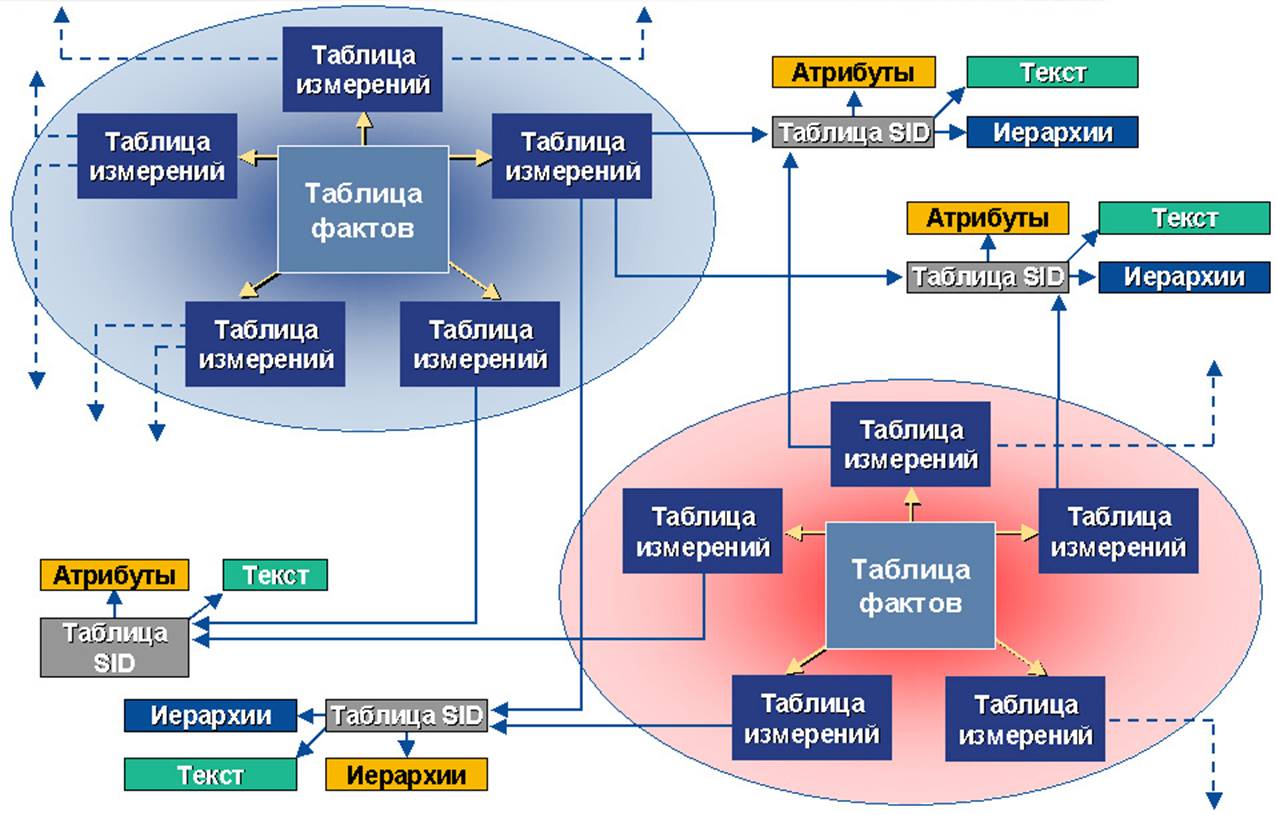 Таблица
измерений
Таблица
измерений
Таблица
измерений
Таблица
фактов
Таблица
измерений
Таблица
измерений
Атрибуты
Текст
Таблица SID
Иерархии
Атрибуты
Текст
Таблица SID
Иерархии
Таблица
измерений
Таблица
измерений
Таблица
измерений
Таблица
фактов
Таблица
измерений
Таблица
измерений
Атрибуты
Текст
Таблица
SID
Иерархии
Таблица SID
Текст
Иерархии